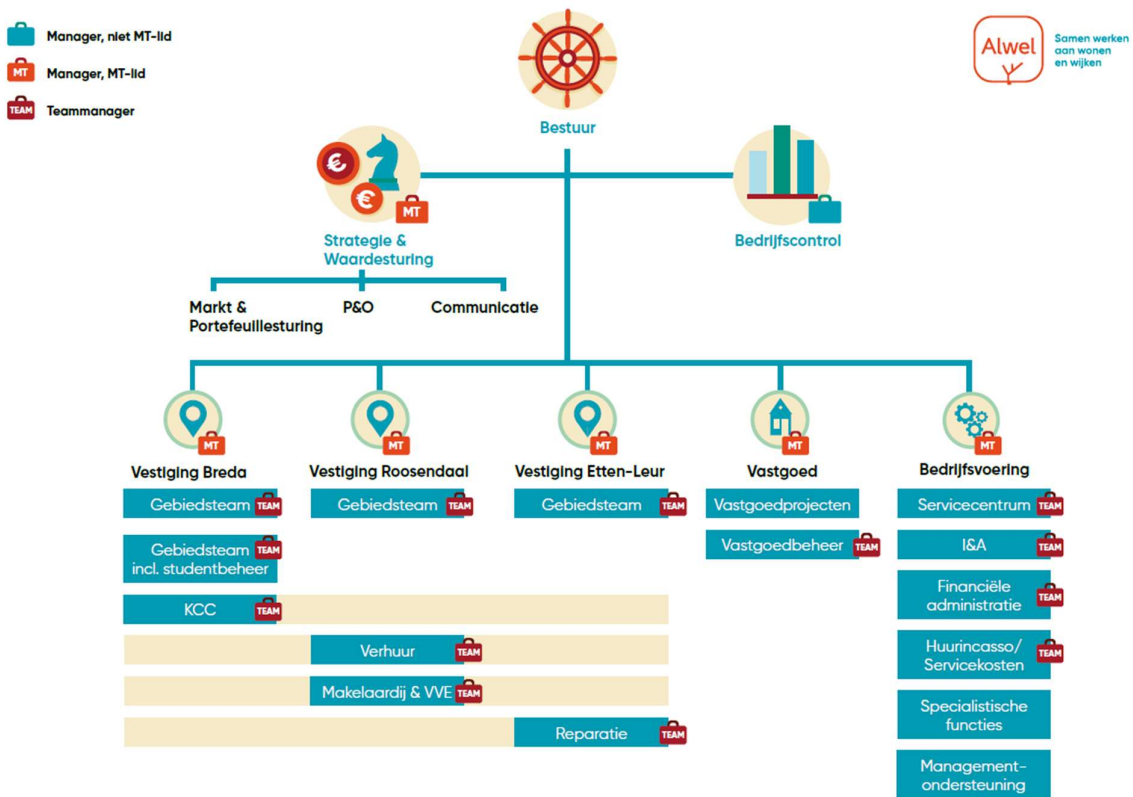 Manager, niet MT-lid
MT
Manager, MT-lid
TEAM
Teammanager
Alwel
Samen werken
aan wonen
en wijken
Bestuur
€
€
MT
Strategie &
Waardesturing
Bedrijfscontrol
Markt &
Portefeuillesturing
P&O
Communicatie
MT
MT
MT
MT
MT
Vestiging Breda
Vestiging Roosendaal
Vestiging Etten-Leur
Vastgoed
Bedrijfsvoering
Gebiedsteam TEAM
Gebiedsteam TEAM
Gebiedsteam TEAM
Vastgoedprojecten
Servicecentrum TEAM
Gebiedsteam TEAM
incl. studentbeheer
Vastgoedbeheer TEAM
I&A TEAM
KCC TEAM
Financiële
administratie TEAM
Verhuur TEAM
Huurincasso/
Servicekosten TEAM
Makelaardij & VVE TEAM
Specialistische
functies
Reparatie TEAM
Management-
ondersteuning